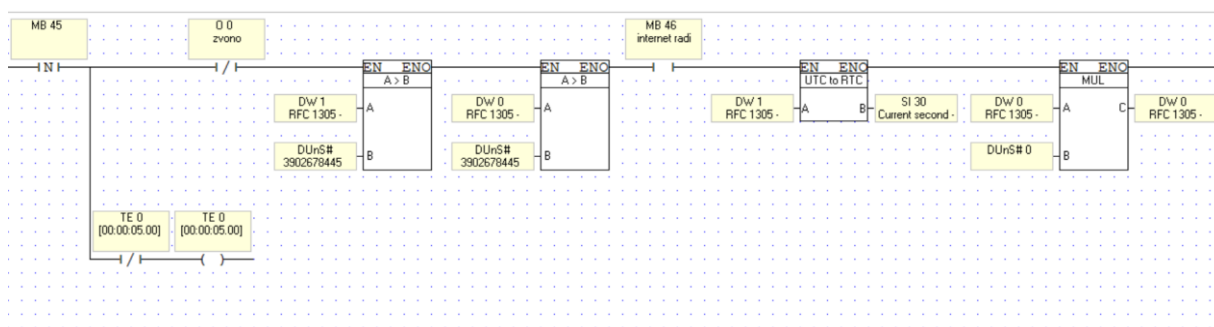 MB 45
O 0
zvono
MB 46
internet radi
N
EN ENO
A > B
EN ENO
A > B
EN ENO
UTC to RTC
EN ENO
MUL
DW 1
RFC 1305 -
A
DW 0
RFC 1305 -
A
DW 1
RFC 1305 -
A
B
SI 30
Current second -
DW 0
RFC 1305 -
A
C
DW 0
RFC 1305 -
DUnS#
3902678445
B
DUnS#
3902678445
B
DUnS# 0
B
TE 0
[00:00:05.00]
TE 0
[00:00:05.00]